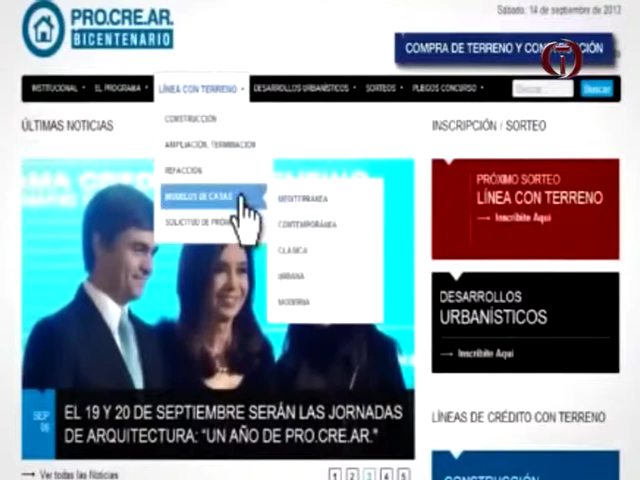 Sábado, 14 de septiembre de 2013
PRO.CRE.AR.
BICENTENARIO
COMPRA DE TERRENO Y CONSTRUCCIÓN
INSTITUCIONAL
EL PROGRAMA
LÍNEA CON TERRENO
DESARROLLOS URBANÍSTICOS
SORTEOS
PLIEGOS CONCURSO
Buscar
Buscar
CONSTRUCCIÓN
AMPLIACIÓN, TERMINACIÓN
REFACCIÓN
MODELOS DE CASAS
SOLICITUD DE
MEDITERRÁNEA
CONTEMPORÁNEA
CLÁSICA
URBANA
MODERNA
ÚLTIMAS NOTICIAS
INSCRIPCIÓN / SORTEO
PRÓXIMO SORTEO
LÍNEA CON TERRENO
Inscribite Aquí
DESARROLLOS
URBANÍSTICOS
Inscribite Aquí
SEP
06
EL 19 Y 20 DE SEPTIEMBRE SERÁN LAS JORNADAS
DE ARQUITECTURA: “UN AÑO DE PRO.CRE.AR.”
LÍNEAS DE CRÉDITO CON TERRENO
Ver todas las Noticias
1 2 3 4 5
CONSTRUCCIÓN